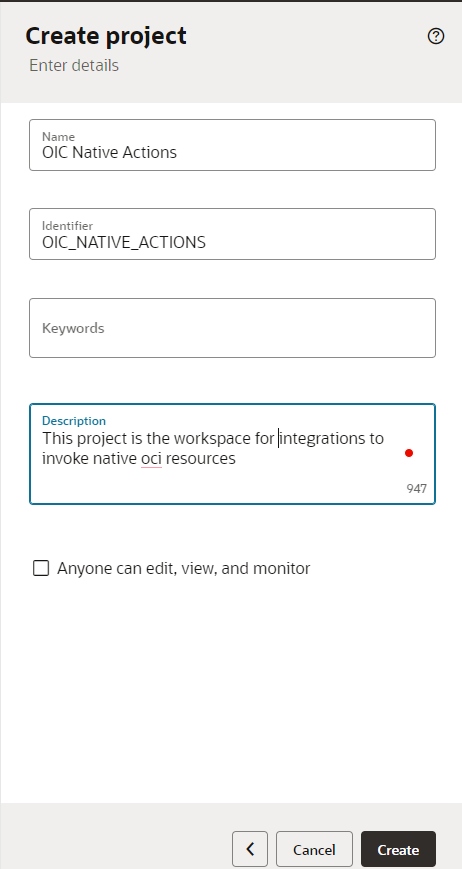 Create project
Enter details
Name
OIC Native Actions
Identifier
OIC_NATIVE_ACTIONS
Keywords
Description
This project is the workspace for integrations to
invoke native oci resources
947
Anyone can edit, view, and monitor
Cancel
Create